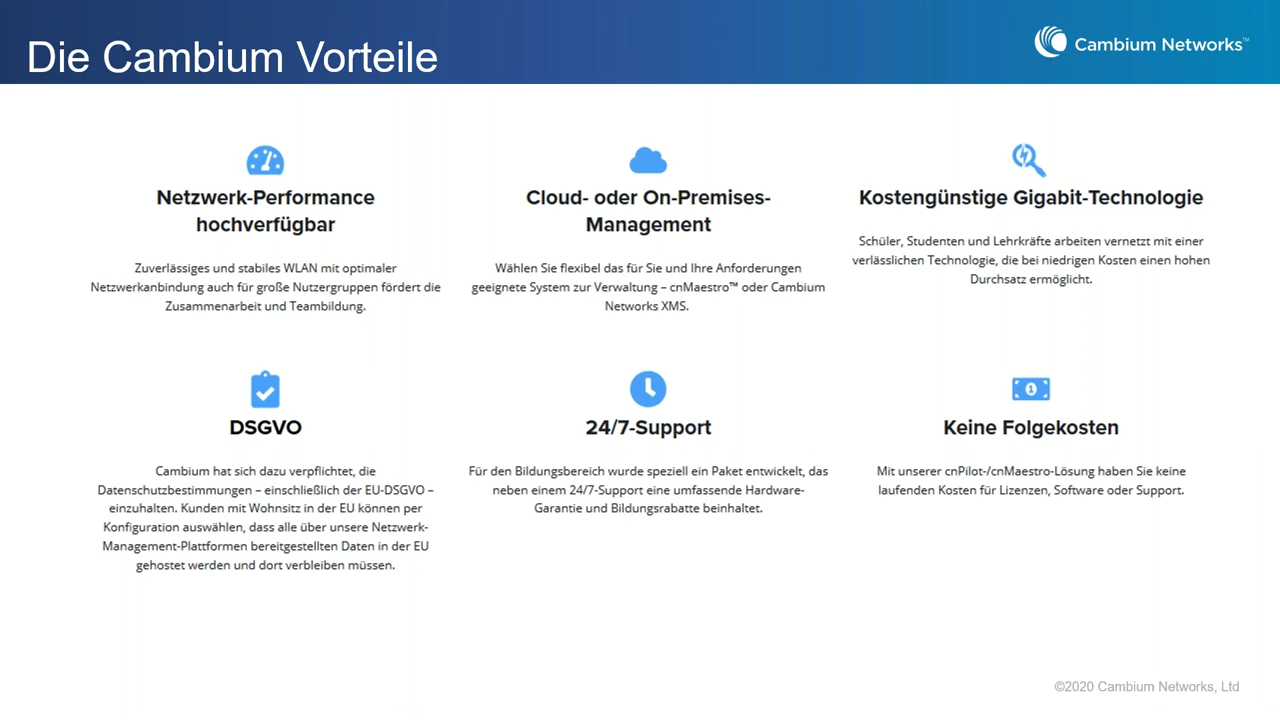 Die Cambium Vorteile
Cambium Networks™
Netzwerk-Performance
hochverfügbar
Zuverlässiges und stabiles WLAN mit optimaler
Netzwerkanbindung auch für große Nutzergruppen fördert die
Zusammenarbeit und Teambildung.
Cloud- oder On-Premises-
Management
Wählen Sie flexibel das für Sie und Ihre Anforderungen
geeignete System zur Verwaltung – cnMaestro™ oder Cambium
Networks XMS.
Kostengünstige Gigabit-Technologie
Schüler, Studenten und Lehrkräfte arbeiten vernetzt mit einer
verlässlichen Technologie, die bei niedrigen Kosten einen hohen
Durchsatz ermöglicht.
DSGVO
Cambium hat sich dazu verpflichtet, die
Datenschutzbestimmungen – einschließlich der EU-DSGVO –
einzuhalten. Kunden mit Wohnsitz in der EU können per
Konfiguration auswählen, dass alle über unsere Netzwerk-
Management-Plattformen bereitgestellten Daten in der EU
gehostet werden und dort verbleiben müssen.
24/7-Support
Für den Bildungsbereich wurde speziell ein Paket entwickelt, das
neben einem 24/7-Support eine umfassende Hardware-
Garantie und Bildungsrabatte beinhaltet.
1
Keine Folgekosten
Mit unserer cnPilot-/cnMaestro-Lösung haben Sie keine
laufenden Kosten für Lizenzen, Software oder Support.
©2020 Cambium Networks, Ltd